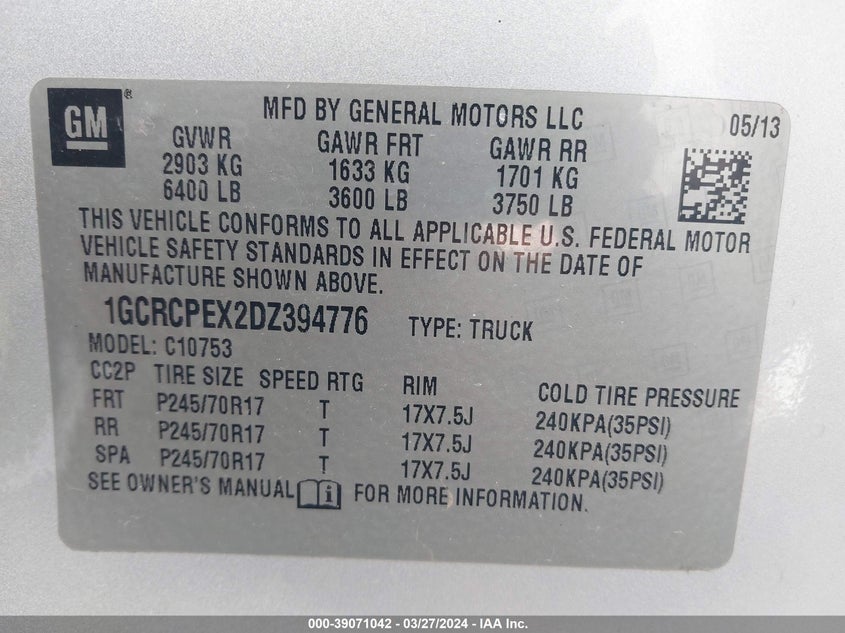 GM®
MFD BY GENERAL MOTORS LLC
05/13
GVWR GAWR FRT GAWR RR
2903 KG 1633 KG 1701 KG
6400 LB 3600 LB 3750 LB
THIS VEHICLE CONFORMS TO ALL APPLICABLE U.S. FEDERAL MOTOR
VEHICLE SAFETY STANDARDS IN EFFECT ON THE DATE OF
MANUFACTURE SHOWN ABOVE.
1GCRCPEX2DZ394776 TYPE: TRUCK
MODEL: C10753
CC2P TIRE SIZE SPEED RTG RIM COLD TIRE PRESSURE
FRT P245/70R17 T 17X7.5J 240KPA(35PSI)
RR P245/70R17 T 17X7.5J 240KPA(35PSI)
SPA P245/70R17 T 17X7.5J 240KPA(35PSI)
SEE OWNER'S MANUAL i FOR MORE INFORMATION.
000-39071042 - 03/27/2024 - IAA Inc.